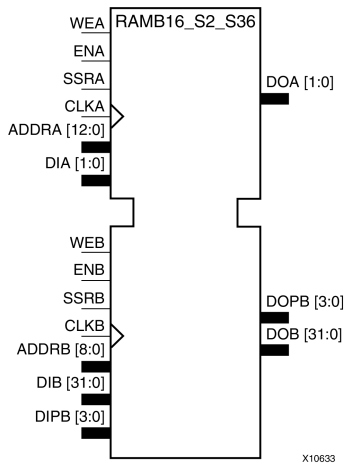 RAMB16_S2_S36
WEA
ENA
SSRA
CLKA
ADDRA [12:0]
DIA [1:0]
DOA [1:0]
WEB
ENB
SSRB
CLKB
ADDRB [8:0]
DIB [31:0]
DIPB [3:0]
DOPB [3:0]
DOB [31:0]
X10633